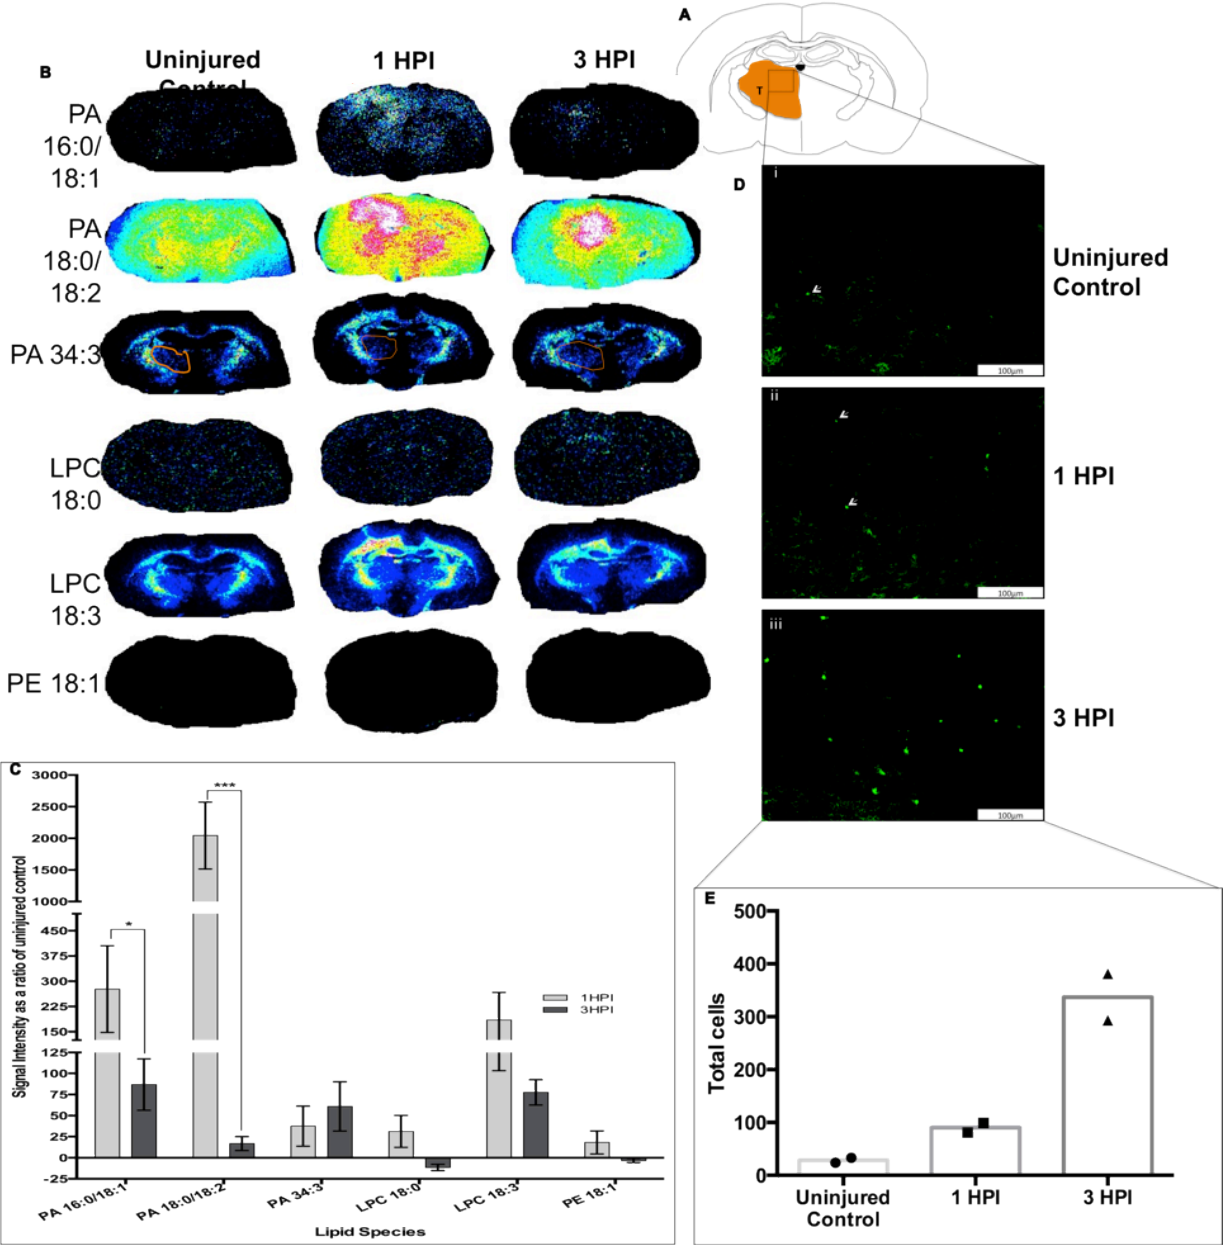 A
T
B
Uninjured
Control
1 HPI
3 HPI
PA
16:0/
18:1
PA
18:0/
18:2
PA 34:3
LPC
18:0
LPC
18:3
PE 18:1
D
i
100µm
Uninjured
Control
ii
100µm
1 HPI
iii
100µm
3 HPI
C
Signal Intensity as a ratio of uninjured control
3000
2500
2000
1500
1000
450
375
300
225
150
125
100
75
50
25
0
-25
*
***
1HPI
3HPI
PA 16:0/18:1
PA 18:0/18:2
PA 34:3
LPC 18:0
LPC 18:3
PE 18:1
Lipid Species
E
Total cells
500
400
300
200
100
0
Uninjured
Control
1 HPI
3 HPI